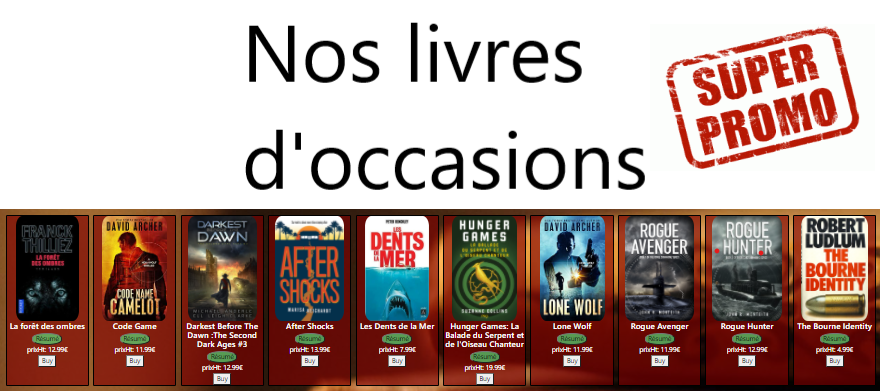 Nos livres
d'occasions
SUPER
PROMO
FRANCK
THILLIEZ
LA FORÊT
DES OMBRES
La forêt des ombres
Résumé
prixHt: 12.99€
Buy
DAVID ARCHER
CODE NAME
CAMELOT
Code Game
Résumé
prixHt: 11.99€
Buy
DARKEST
DAWN
Darkest Before The
Dawn :The Second
Dark Ages #3
Résumé
prixHt: 12.99€
Buy
AFTER
SHOCKS
MARISA REICHARDT
After Shocks
Résumé
prixHt: 13.99€
Buy
PETER BENCHLEY
LES
DENTS
DE LA
MER
Les Dents de la Mer
Résumé
prixHt: 7.99€
Buy
HUNGER
GAMES
LA BALLADE
DU SERPENT ET DE
L'OISEAU CHANTEUR
SUZANNE COLLINS
Hunger Games: La
Balade du Serpent et
de l'Oiseau Chanteur
Résumé
prixHt: 19.99€
Buy
DAVID ARCHER
LONE WOLF
Lone Wolf
Résumé
prixHt: 11.99€
Buy
ROGUE
AVENGER
JOHN R. MONTEITH
Rogue Avenger
Résumé
prixHt: 11.99€
Buy
ROGUE
HUNTER
JOHN R. MONTEITH
Rogue Hunter
Résumé
prixHt: 12.99€
Buy
ROBERT
LUDLUM
THE
BOURNE
IDENTITY
The Bourne Identity
Résumé
prixHt: 4.99€
Buy